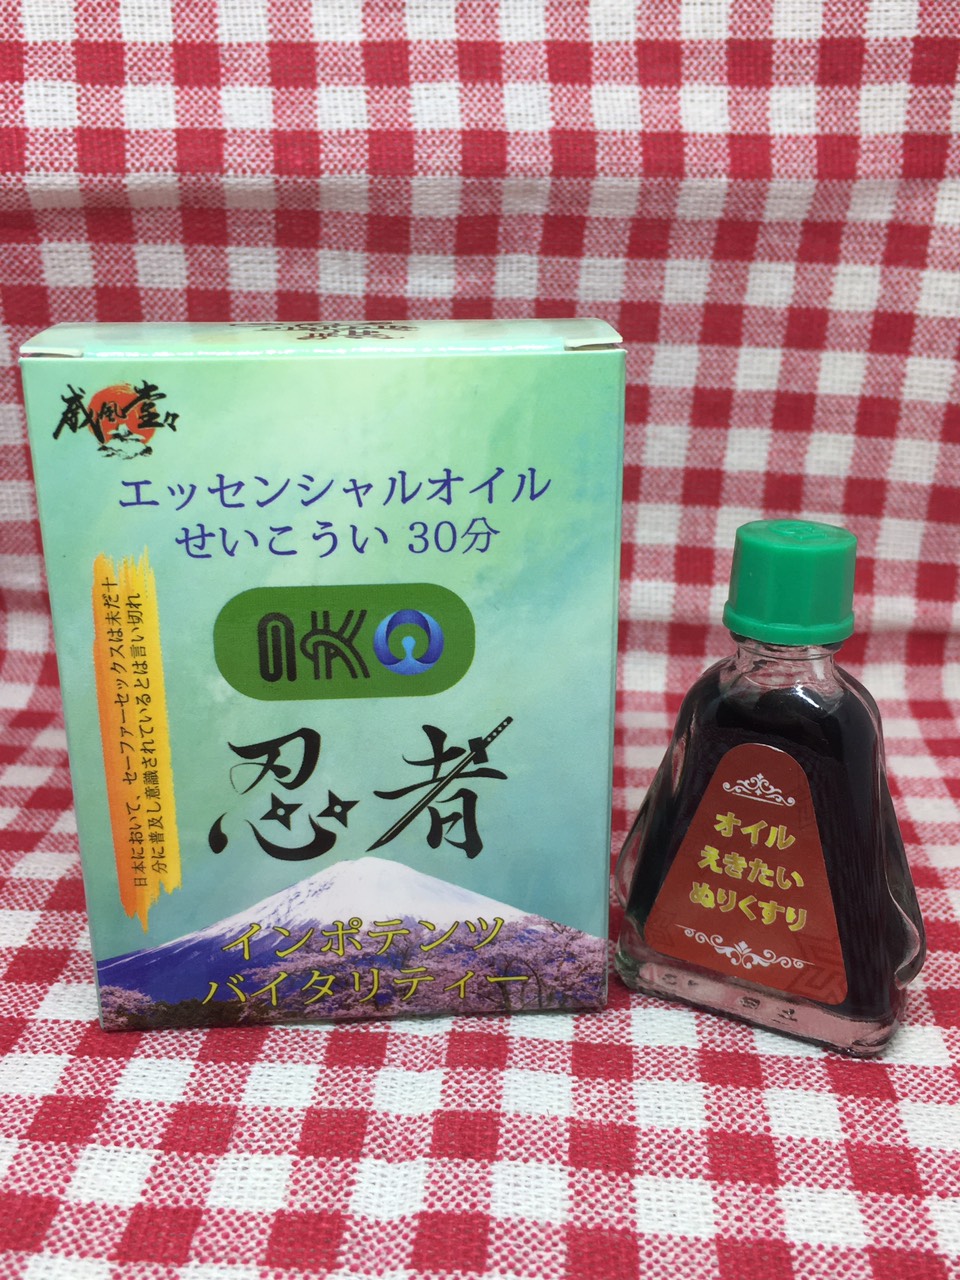 威風堂々
エッセンシャルオイル
せいこうい 30分
日本において、セーファーセックスは未だ十
分に普及し意識されているとは言い切れ
忍者
インポテンツ
バイタリティー
オイル
えきたい
ぬりくすり